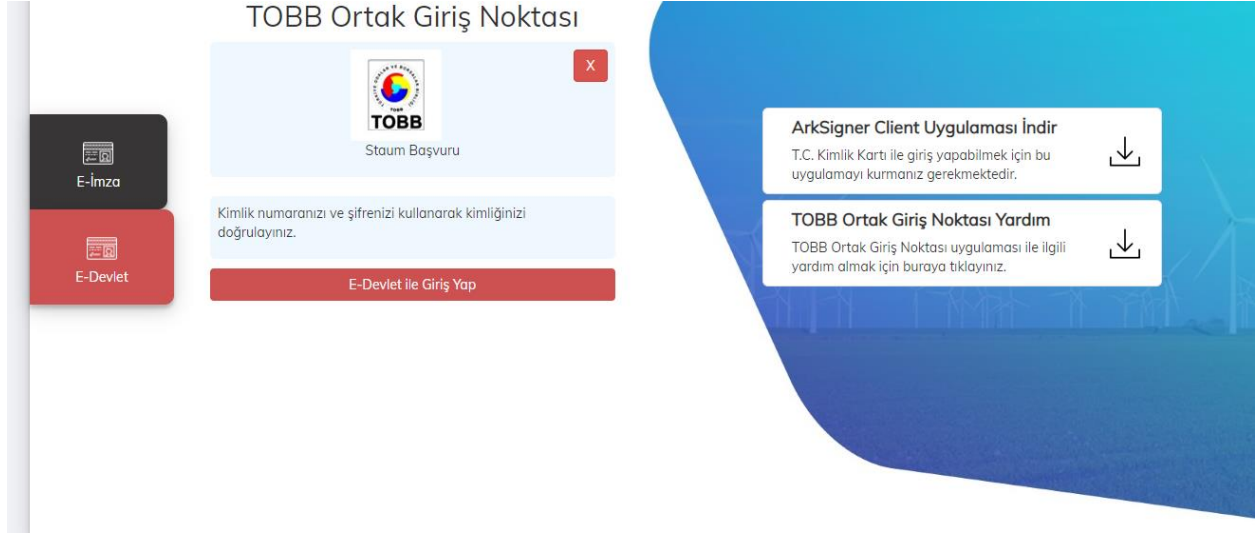 TOBB Ortak Giriş Noktası
X
TOBB
Staum Başvuru
E-İmza
E-Devlet
Kimlik numaranızı ve şifrenizi kullanarak kimliğinizi
doğrulayınız.
E-Devlet ile Giriş Yap
ArkSigner Client Uygulaması İndir
T.C. Kimlik Kartı ile giriş yapabilmek için bu
uygulamayı kurmanız gerekmektedir.
TOBB Ortak Giriş Noktası Yardım
TOBB Ortak Giriş Noktası uygulaması ile ilgili
yardım almak için buraya tıklayınız.